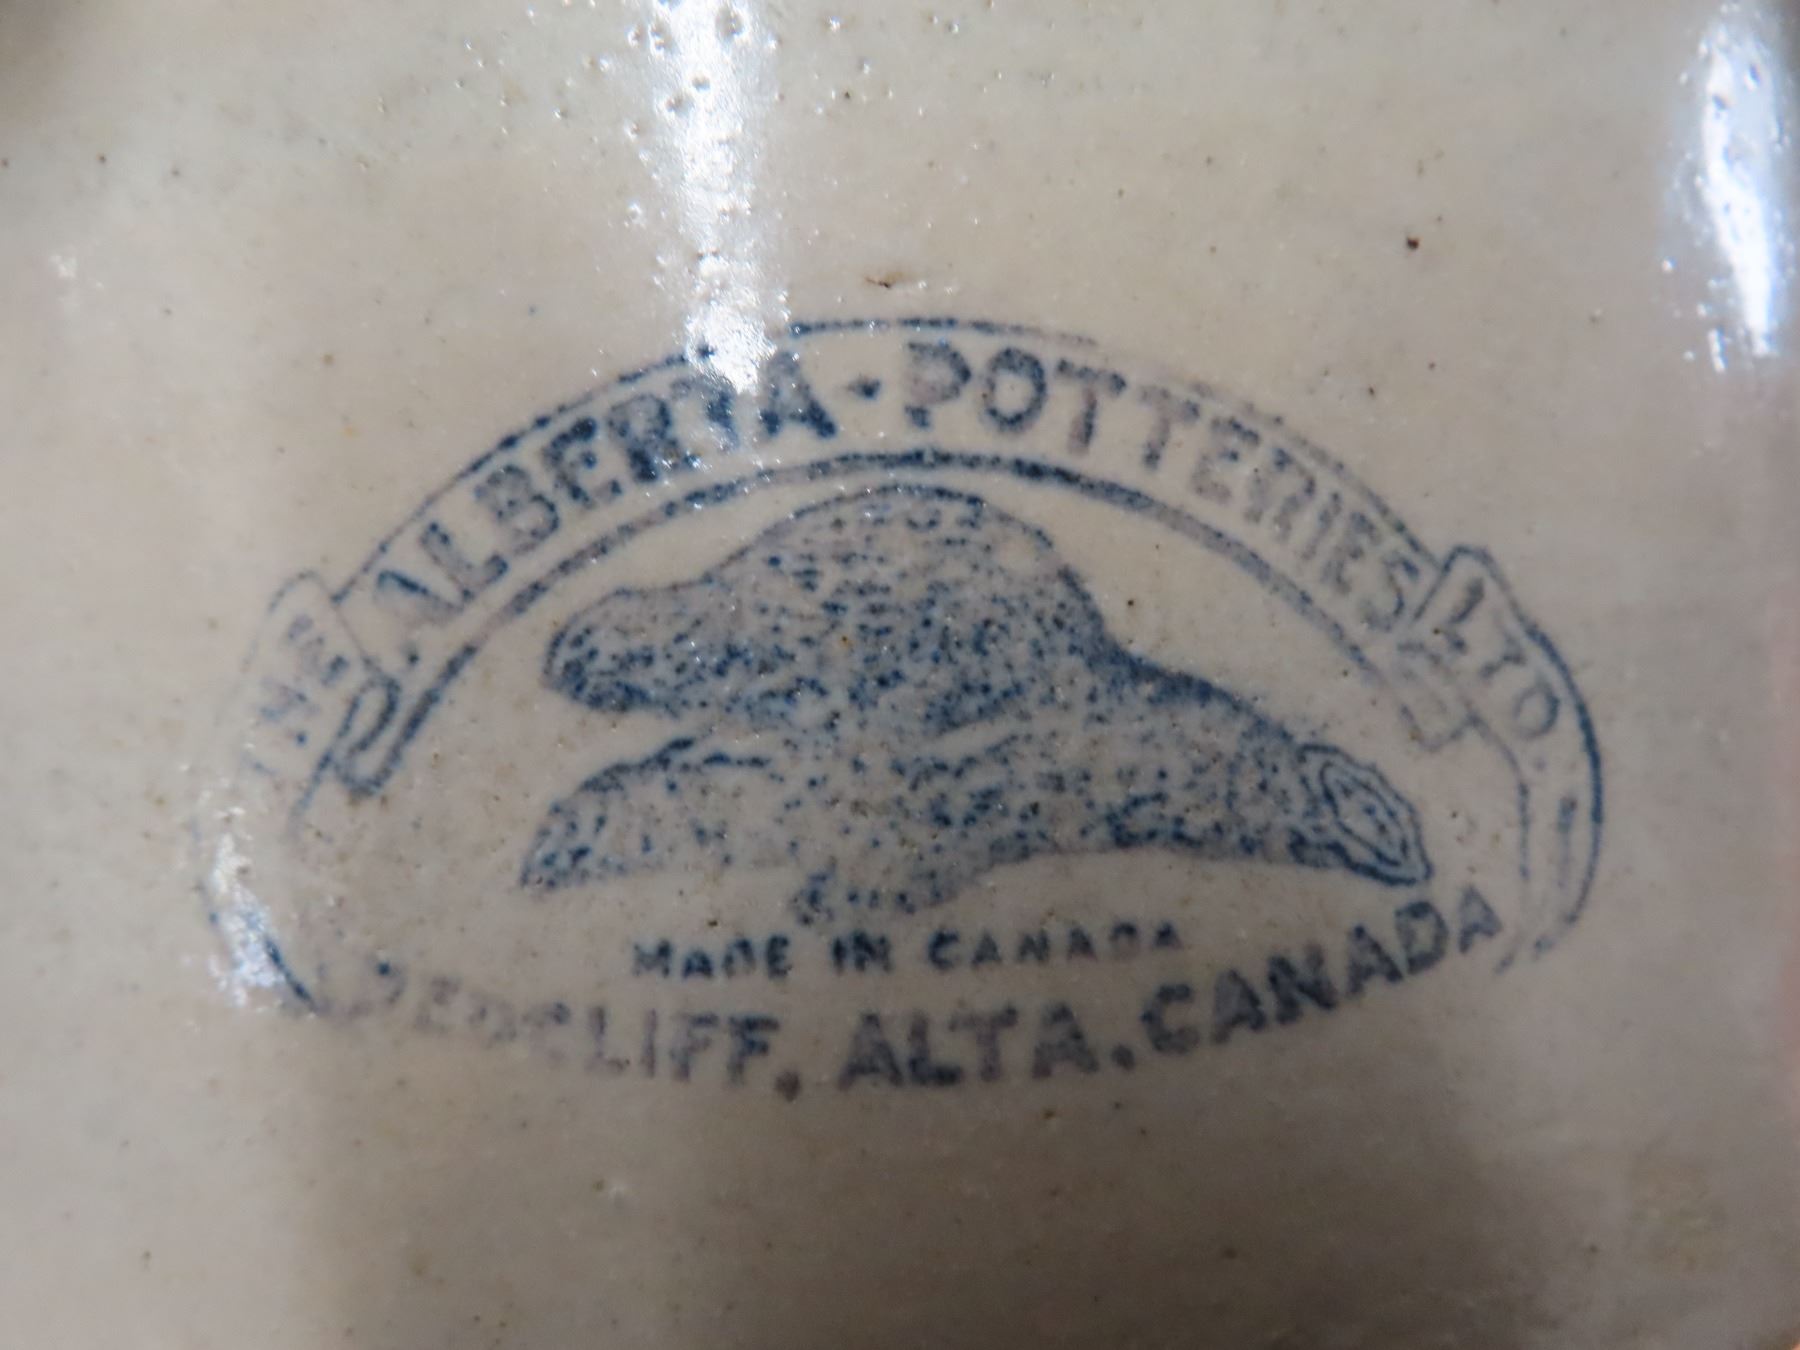 THE ALBERTA - POTTERIES LTD.
MADE IN CANADA
REDCLIFF, ALTA. CANADA